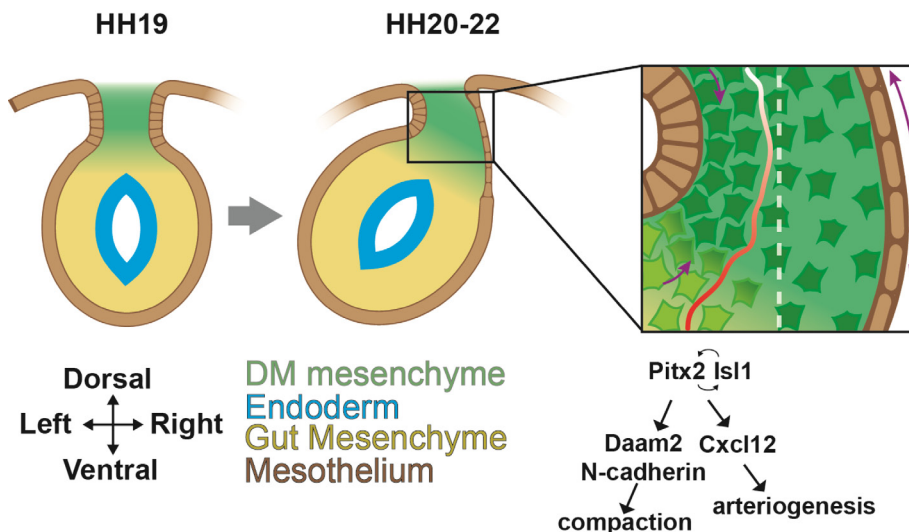 HH19
HH20-22
Dorsal
Left Right
Ventral
DM mesenchyme
Endoderm
Gut Mesenchyme
Mesothelium
Pitx2 Isl1
Daam2 Cxcl12
N-cadherin
arteriogenesis
compaction